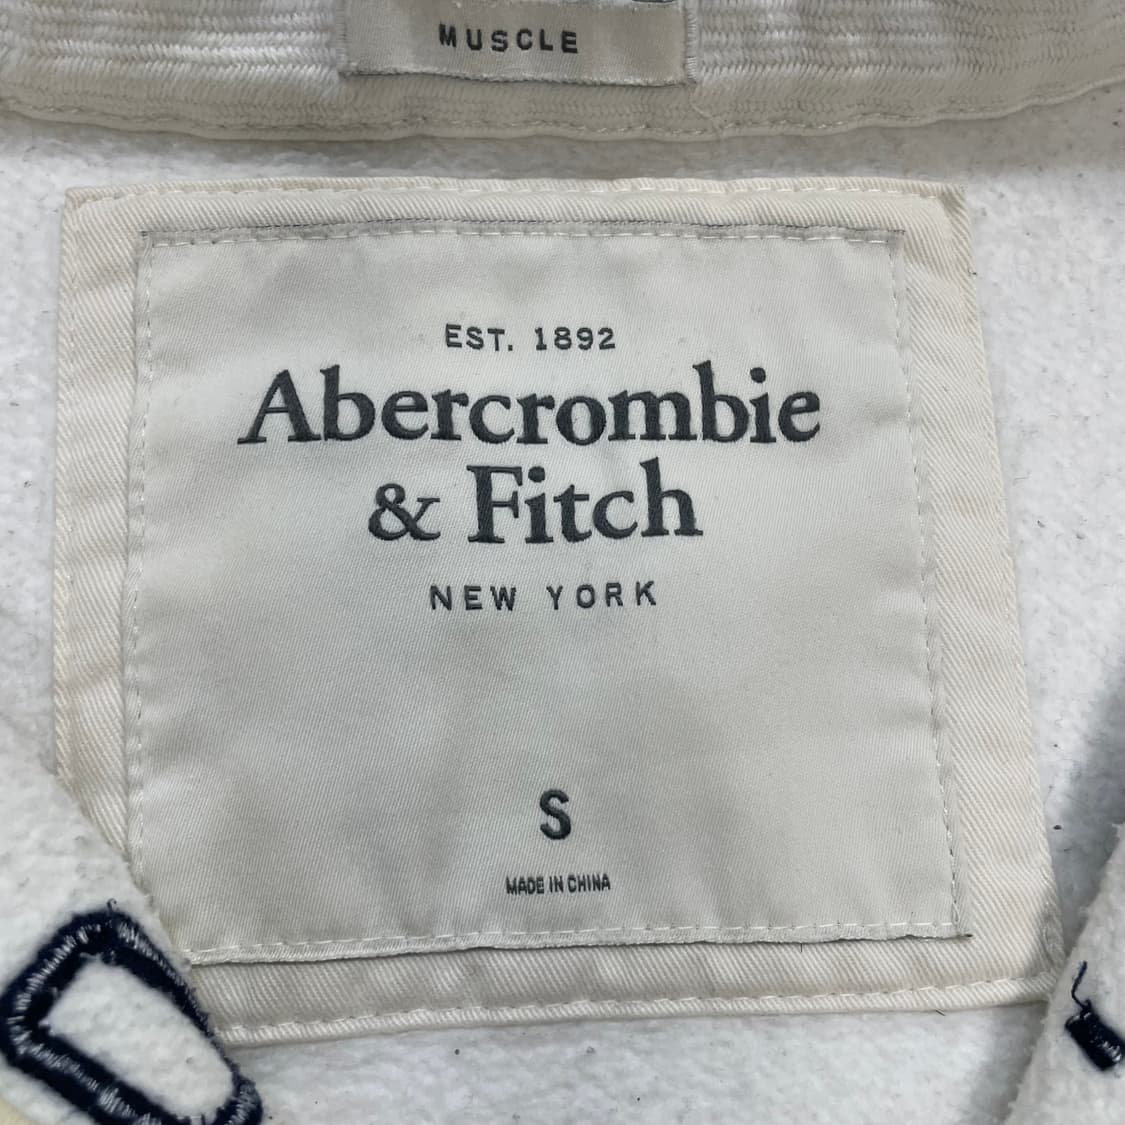 MUSCLE
EST. 1892
Abercrombie
& Fitch
NEW YORK
S
MADE IN CHINA